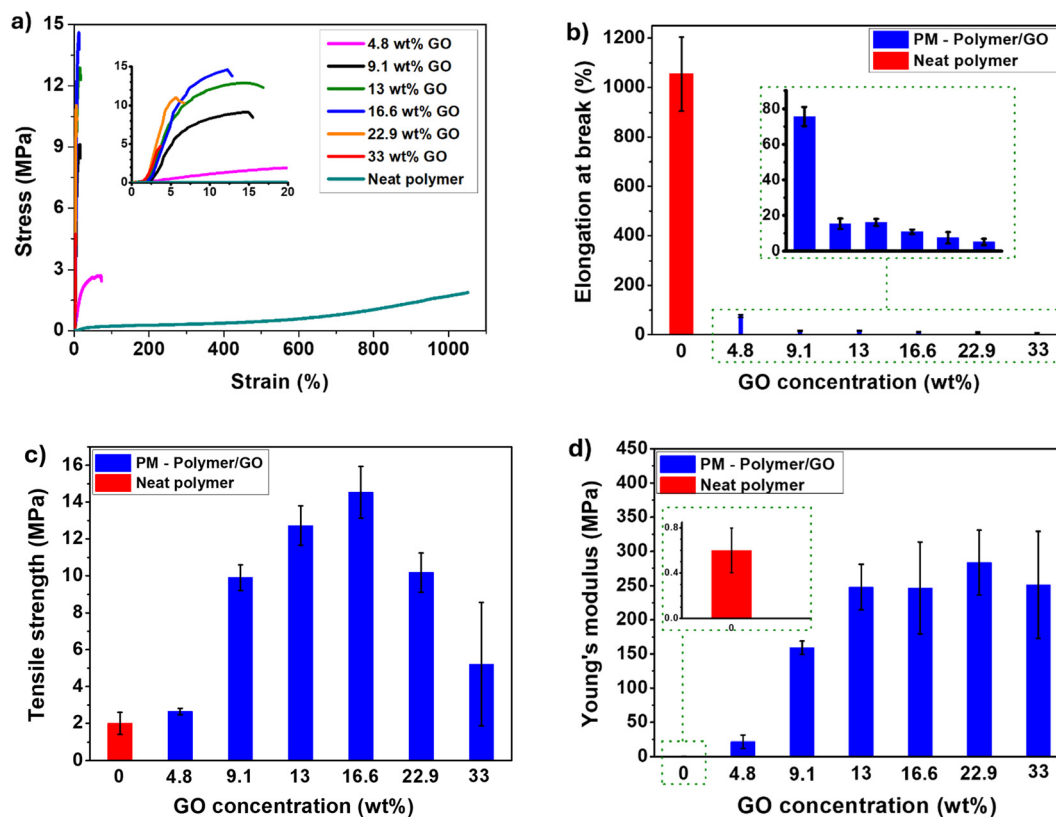 a)
Stress (MPa)
15
12
9
6
3
0
0 200 400 600 800 1000
Strain (%)
4.8 wt% GO
9.1 wt% GO
13 wt% GO
16.6 wt% GO
22.9 wt% GO
33 wt% GO
Neat polymer
15
10
5
0
0 5 10 15 20
b)
Elongation at break (%)
1200
1000
800
600
400
200
0
0 4.8 9.1 13 16.6 22.9 33
GO concentration (wt%)
PM - Polymer/GO
Neat polymer
80
60
40
20
0
c)
Tensile strength (MPa)
16
14
12
10
8
6
4
2
0
0 4.8 9.1 13 16.6 22.9 33
GO concentration (wt%)
PM - Polymer/GO
Neat polymer
d)
Young's modulus (MPa)
450
400
350
300
250
200
150
100
50
25
0
0 4.8 9.1 13 16.6 22.9 33
GO concentration (wt%)
PM - Polymer/GO
Neat polymer
0.8
0.4
0.0
0